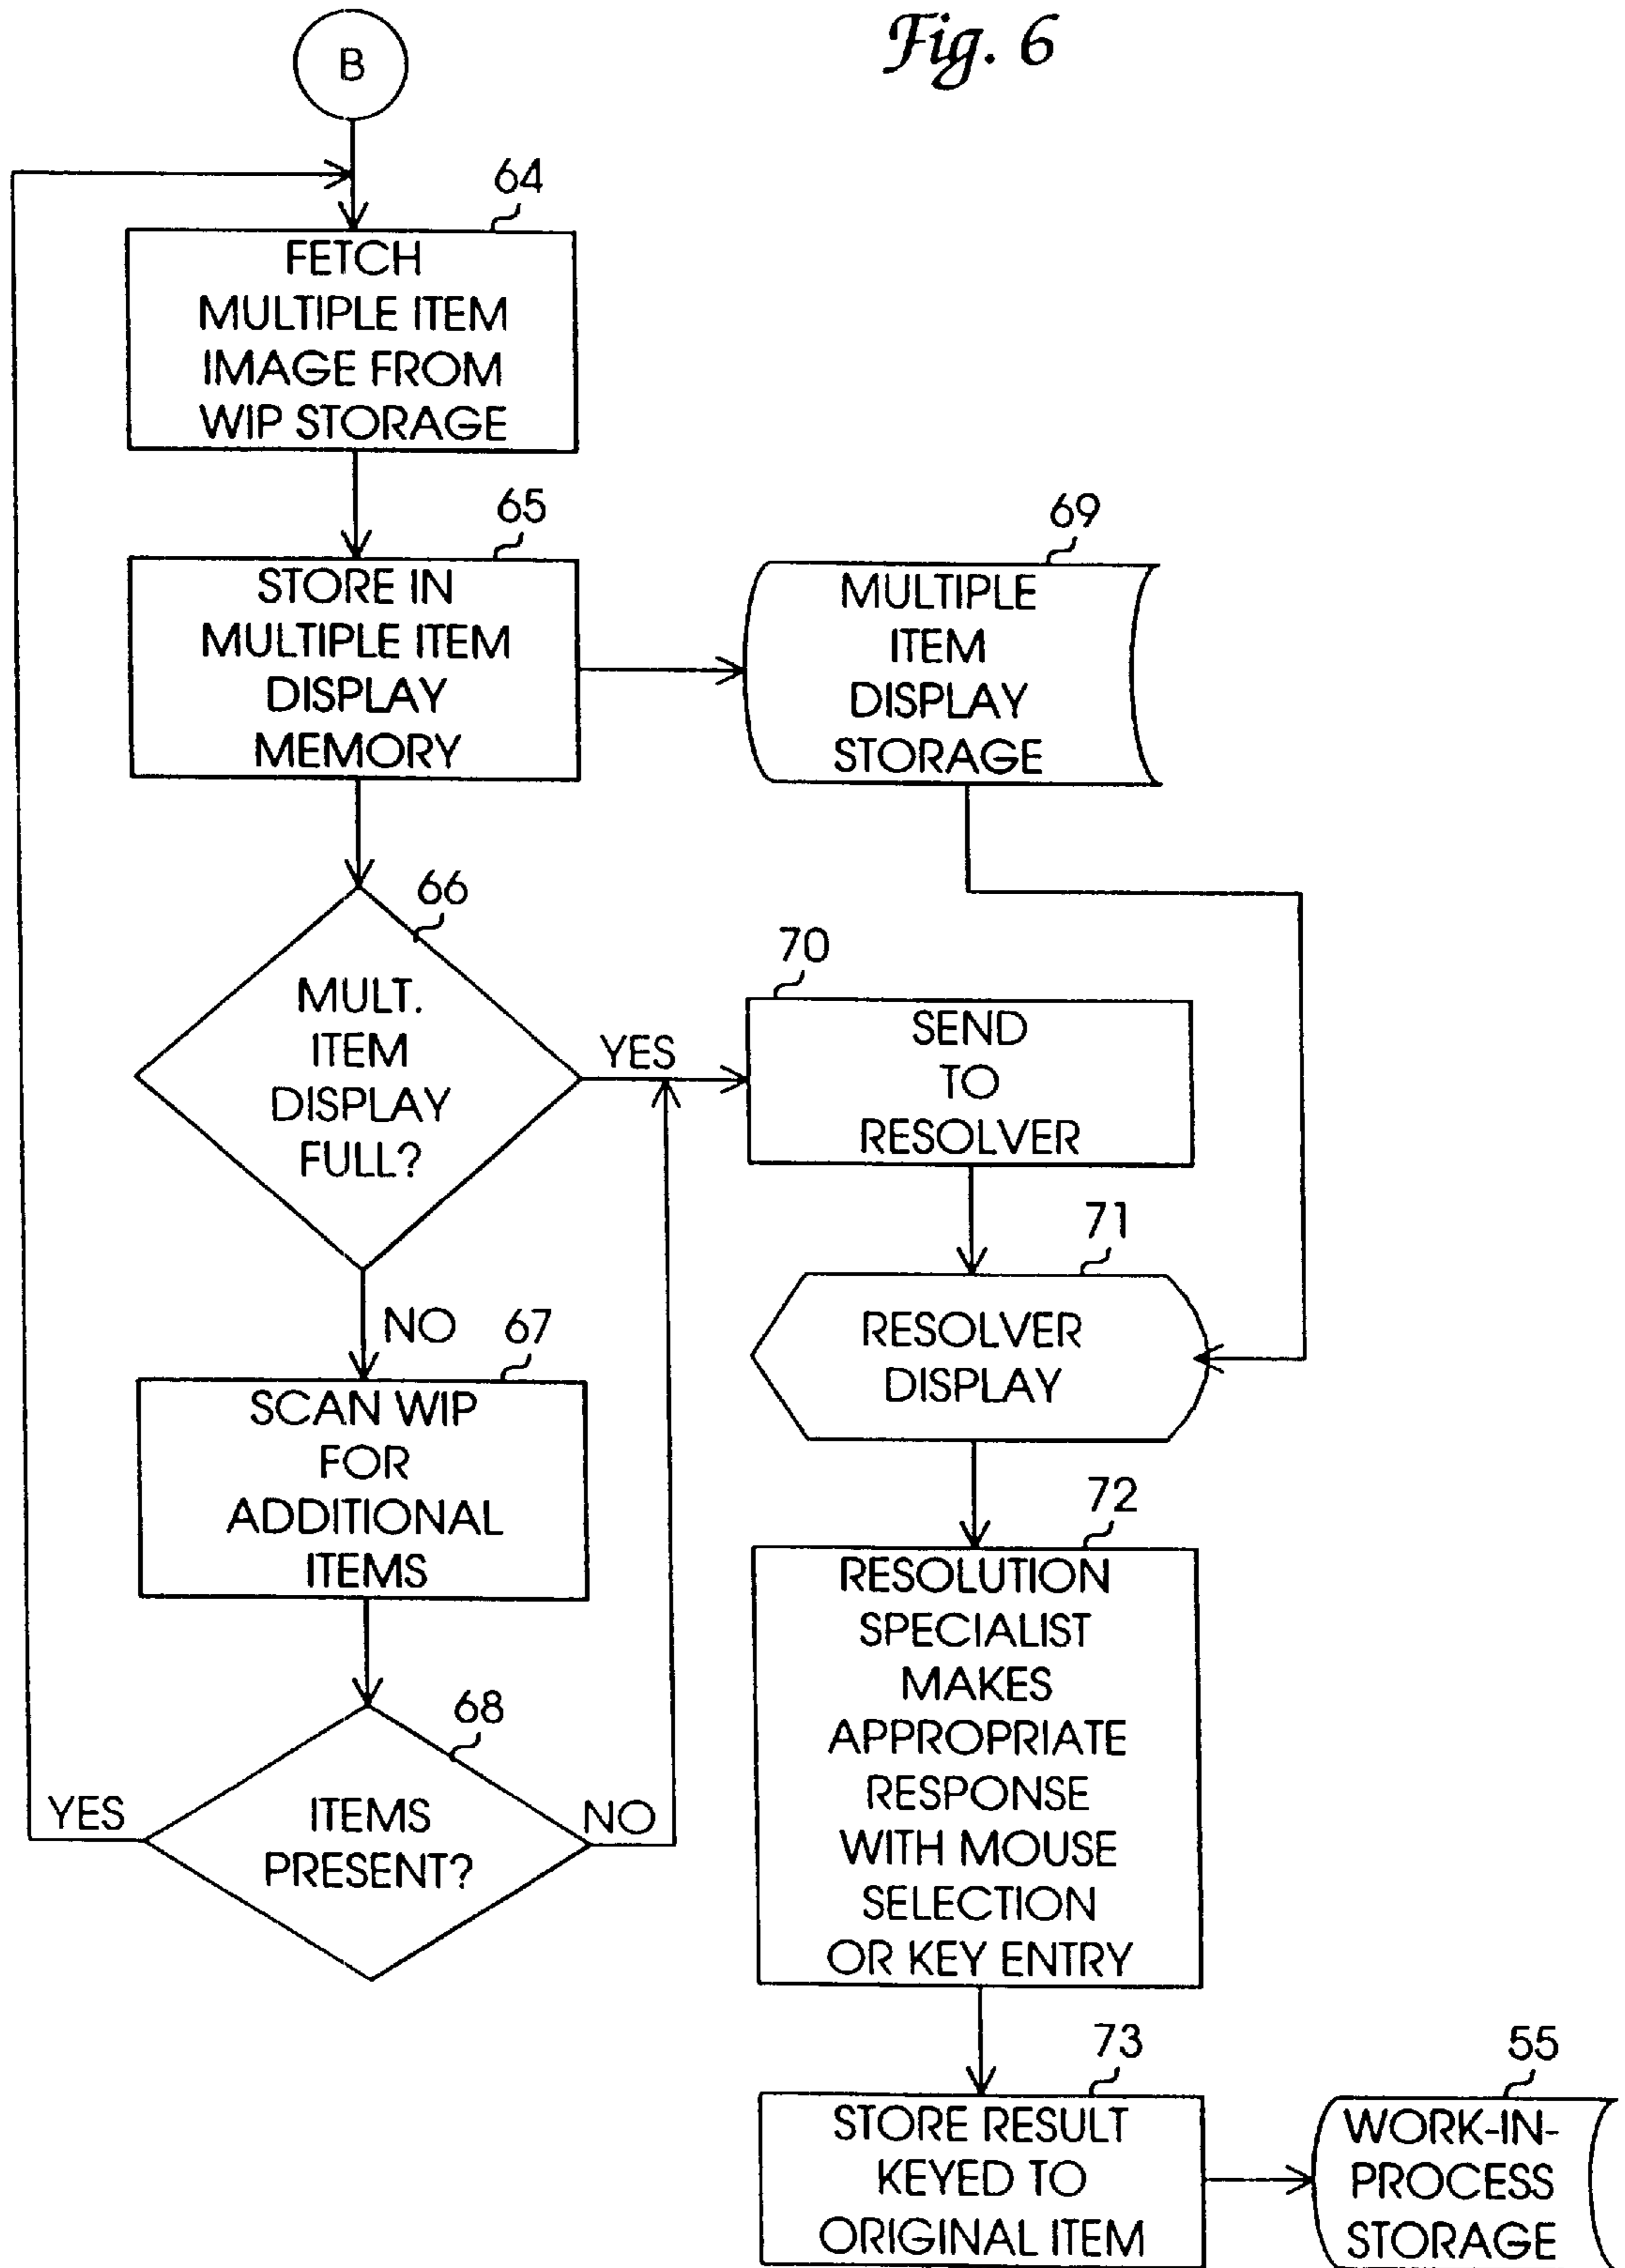 Fig. 6
B
64
FETCH
MULTIPLE ITEM
IMAGE FROM
WIP STORAGE
65
STORE IN
MULTIPLE ITEM
DISPLAY
MEMORY
69
MULTIPLE
ITEM
DISPLAY
STORAGE
66
MULT.
ITEM
DISPLAY
FULL?
YES
NO
70
SEND
TO
RESOLVER
71
RESOLVER
DISPLAY
67
SCAN WIP
FOR
ADDITIONAL
ITEMS
68
ITEMS
PRESENT?
YES
NO
72
RESOLUTION
SPECIALIST
MAKES
APPROPRIATE
RESPONSE
WITH MOUSE
SELECTION
OR KEY ENTRY
73
STORE RESULT
KEYED TO
ORIGINAL ITEM
55
WORK-IN-
PROCESS
STORAGE